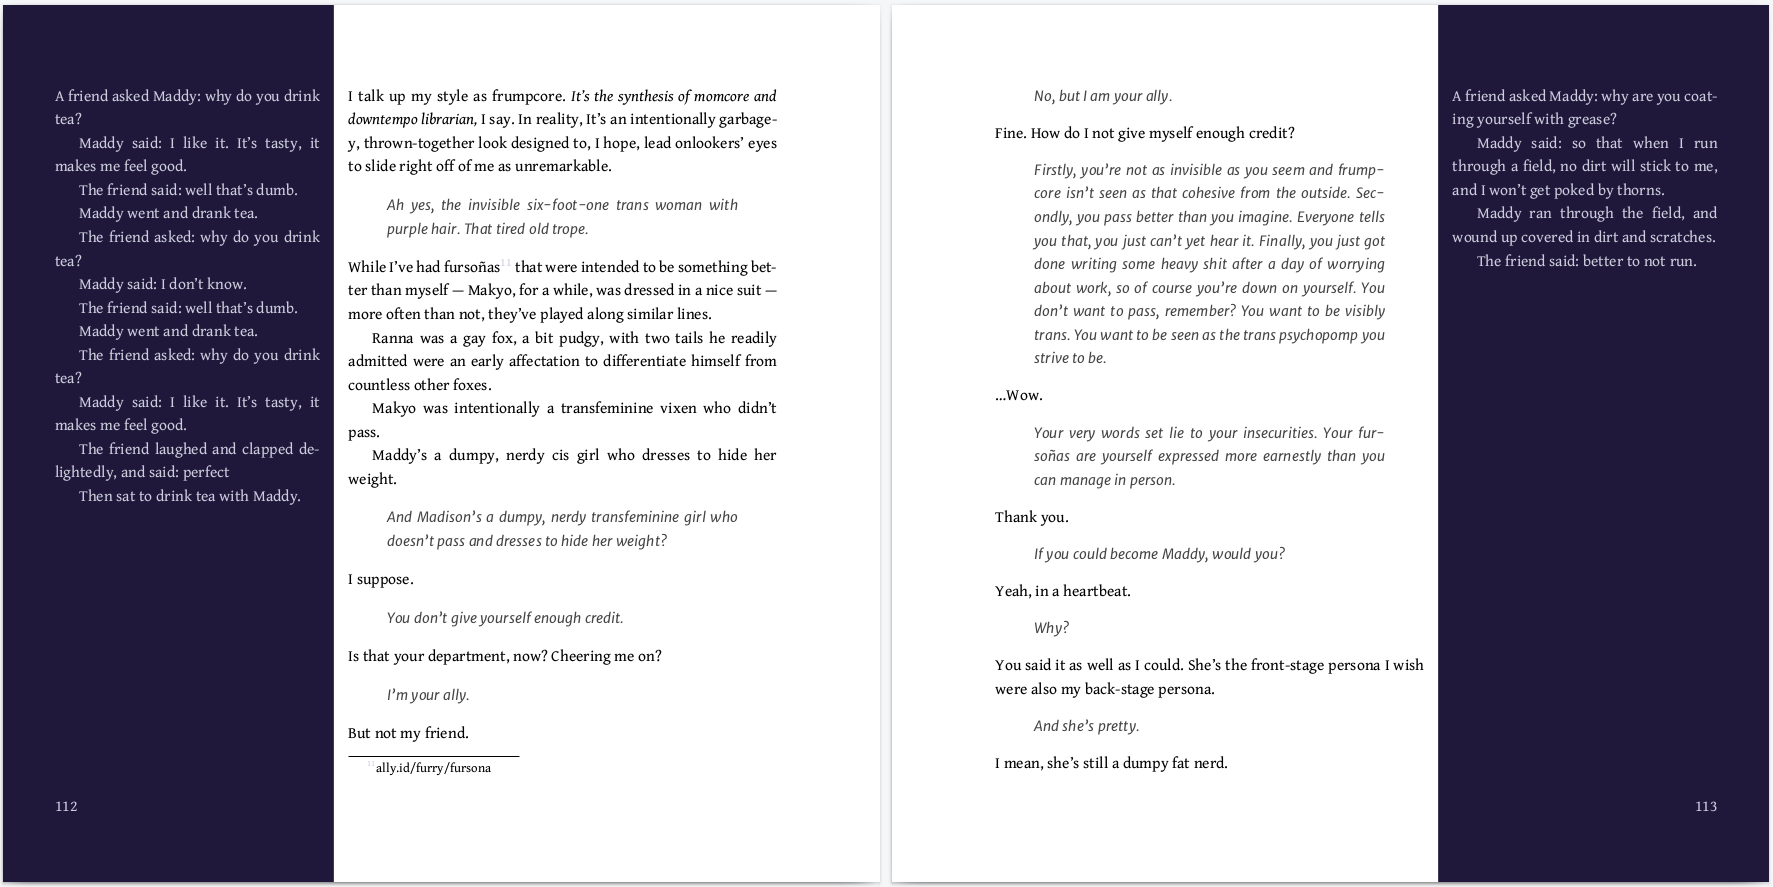 A friend asked Maddy: why do you drink
tea?
Maddy said: I like it. It's tasty, it
makes me feel good.
The friend said: well that's dumb.
Maddy went and drank tea.
The friend asked: why do you drink
tea?
Maddy said: I don't know.
The friend said: well that's dumb.
Maddy went and drank tea.
The friend asked: why do you drink
tea?
Maddy said: I like it. It's tasty, it
makes me feel good.
The friend laughed and clapped de-
lightedly, and said: perfect
Then sat to drink tea with Maddy.
112
I talk up my style as frumpcore. It's the synthesis of momcore and
downtempo librarian, I say. In reality, It's an intentionally garbage-
y, thrown-together look designed to, I hope, lead onlookers' eyes
to slide right off of me as unremarkable.
Ah yes, the invisible six-foot-one trans woman with
purple hair. That tired old trope.
While I've had fursoñas11 that were intended to be something bet-
ter than myself — Makyo, for a while, was dressed in a nice suit —
more often than not, they've played along similar lines.
Ranna was a gay fox, a bit pudgy, with two tails he readily
admitted were an early affectation to differentiate himself from
countless other foxes.
Makyo was intentionally a transfeminine vixen who didn't
pass.
Maddy's a dumpy, nerdy cis girl who dresses to hide her
weight.
And Madison's a dumpy, nerdy transfeminine girl who
doesn't pass and dresses to hide her weight?
I suppose.
You don't give yourself enough credit.
Is that your department, now? Cheering me on?
I'm your ally.
But not my friend.
11ally.id/furry/fursona
No, but I am your ally.
Fine. How do I not give myself enough credit?
Firstly, you're not as invisible as you seem and frump-
core isn't seen as that cohesive from the outside. Sec-
ondly, you pass better than you imagine. Everyone tells
you that, you just can't yet hear it. Finally, you just got
done writing some heavy shit after a day of worrying
about work, so of course you're down on yourself. You
don't want to pass, remember? You want to be visibly
trans. You want to be seen as the trans psychopomp you
strive to be.
...Wow.
Your very words set lie to your insecurities. Your fur-
soñas are yourself expressed more earnestly than you
can manage in person.
Thank you.
If you could become Maddy, would you?
Yeah, in a heartbeat.
Why?
You said it as well as I could. She's the front-stage persona I wish
were also my back-stage persona.
And she's pretty.
I mean, she's still a dumpy fat nerd.
A friend asked Maddy: why are you coat-
ing yourself with grease?
Maddy said: so that when I run
through a field, no dirt will stick to me,
and I won't get poked by thorns.
Maddy ran through the field, and
wound up covered in dirt and scratches.
The friend said: better to not run.
113